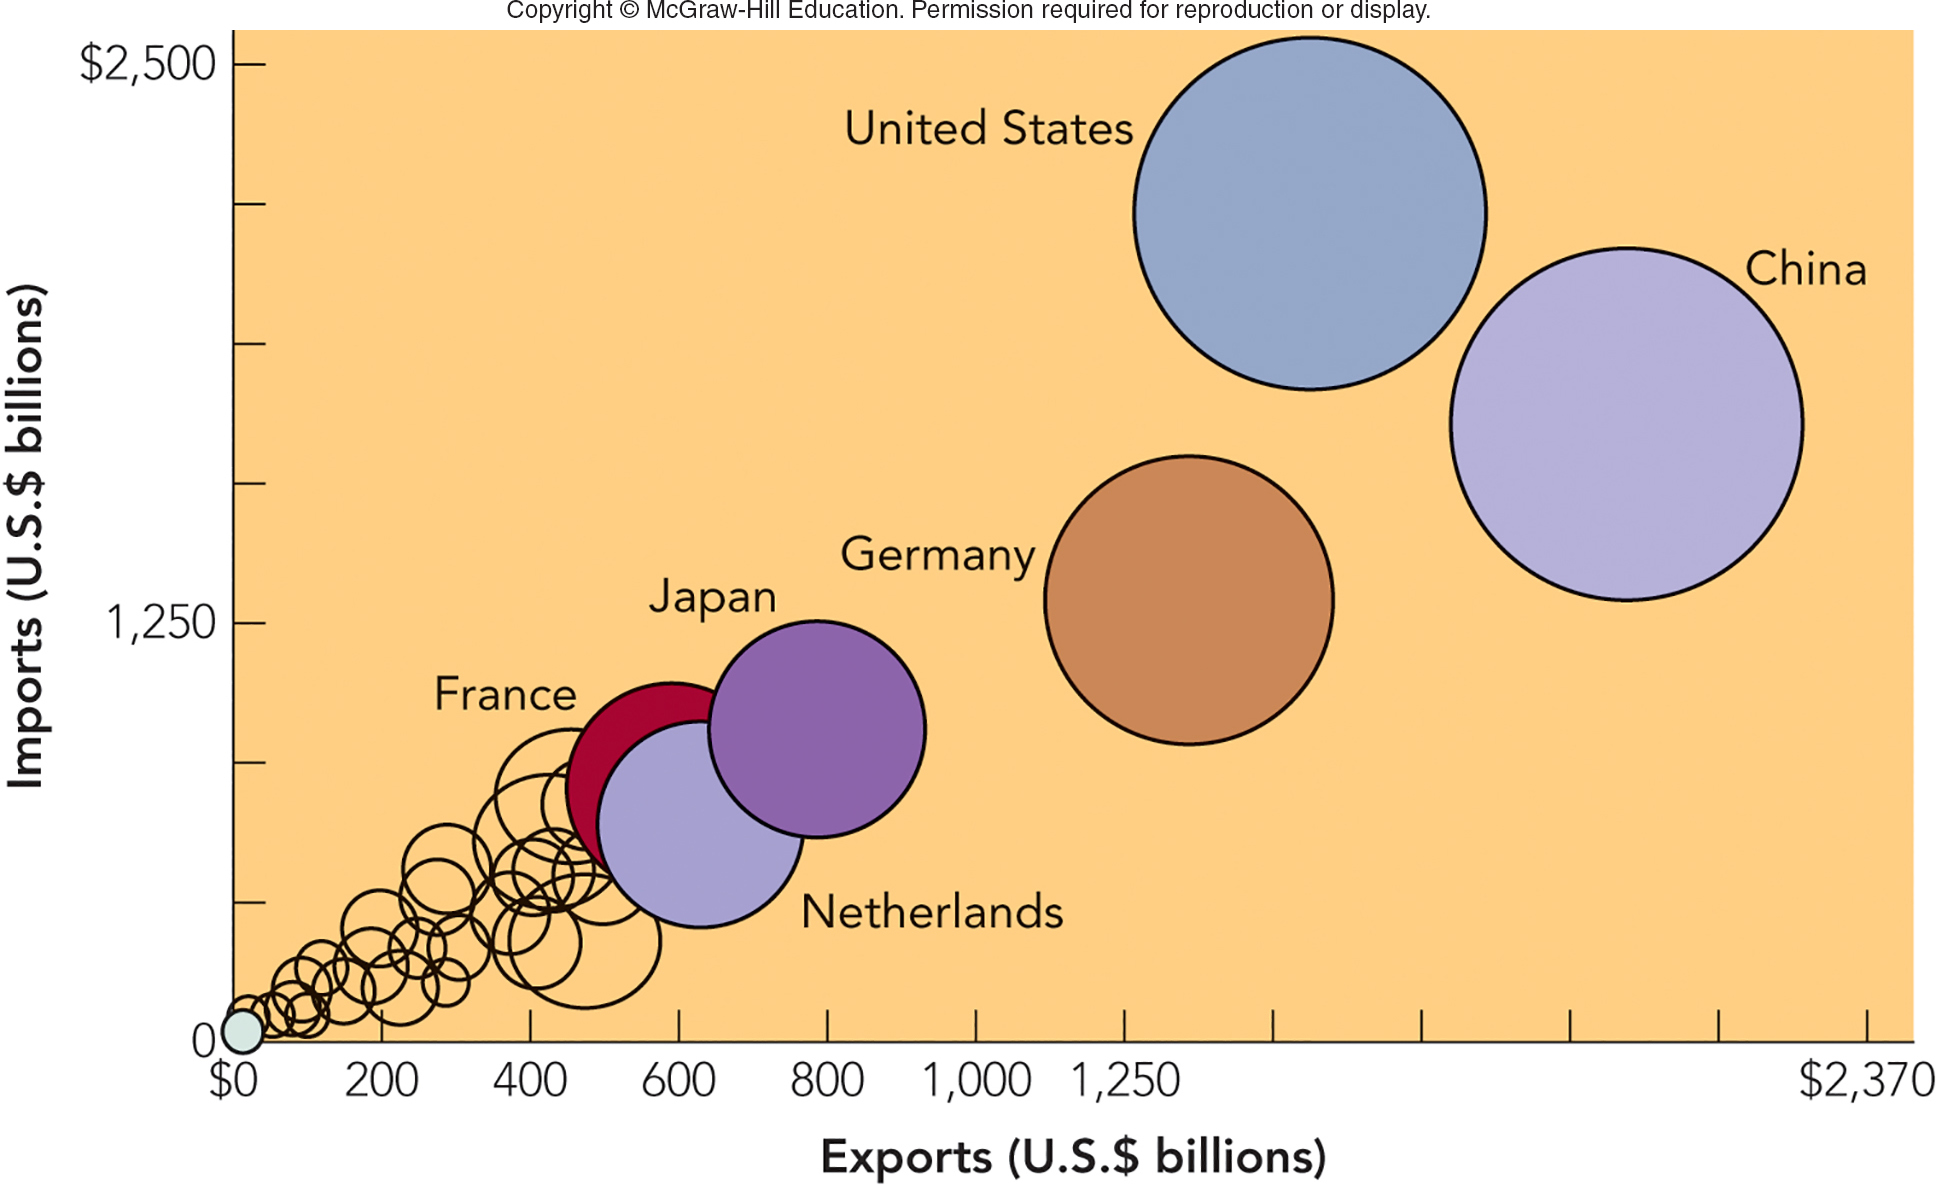 Copyright © McGraw-Hill Education. Permission required for reproduction or display.
$2,500
United States
China
Imports (U.S.$ billions)
Germany
Japan
1,250
France
Netherlands
0
$0 200 400 600 800 1,000 1,250 $2,370
Exports (U.S.$ billions)